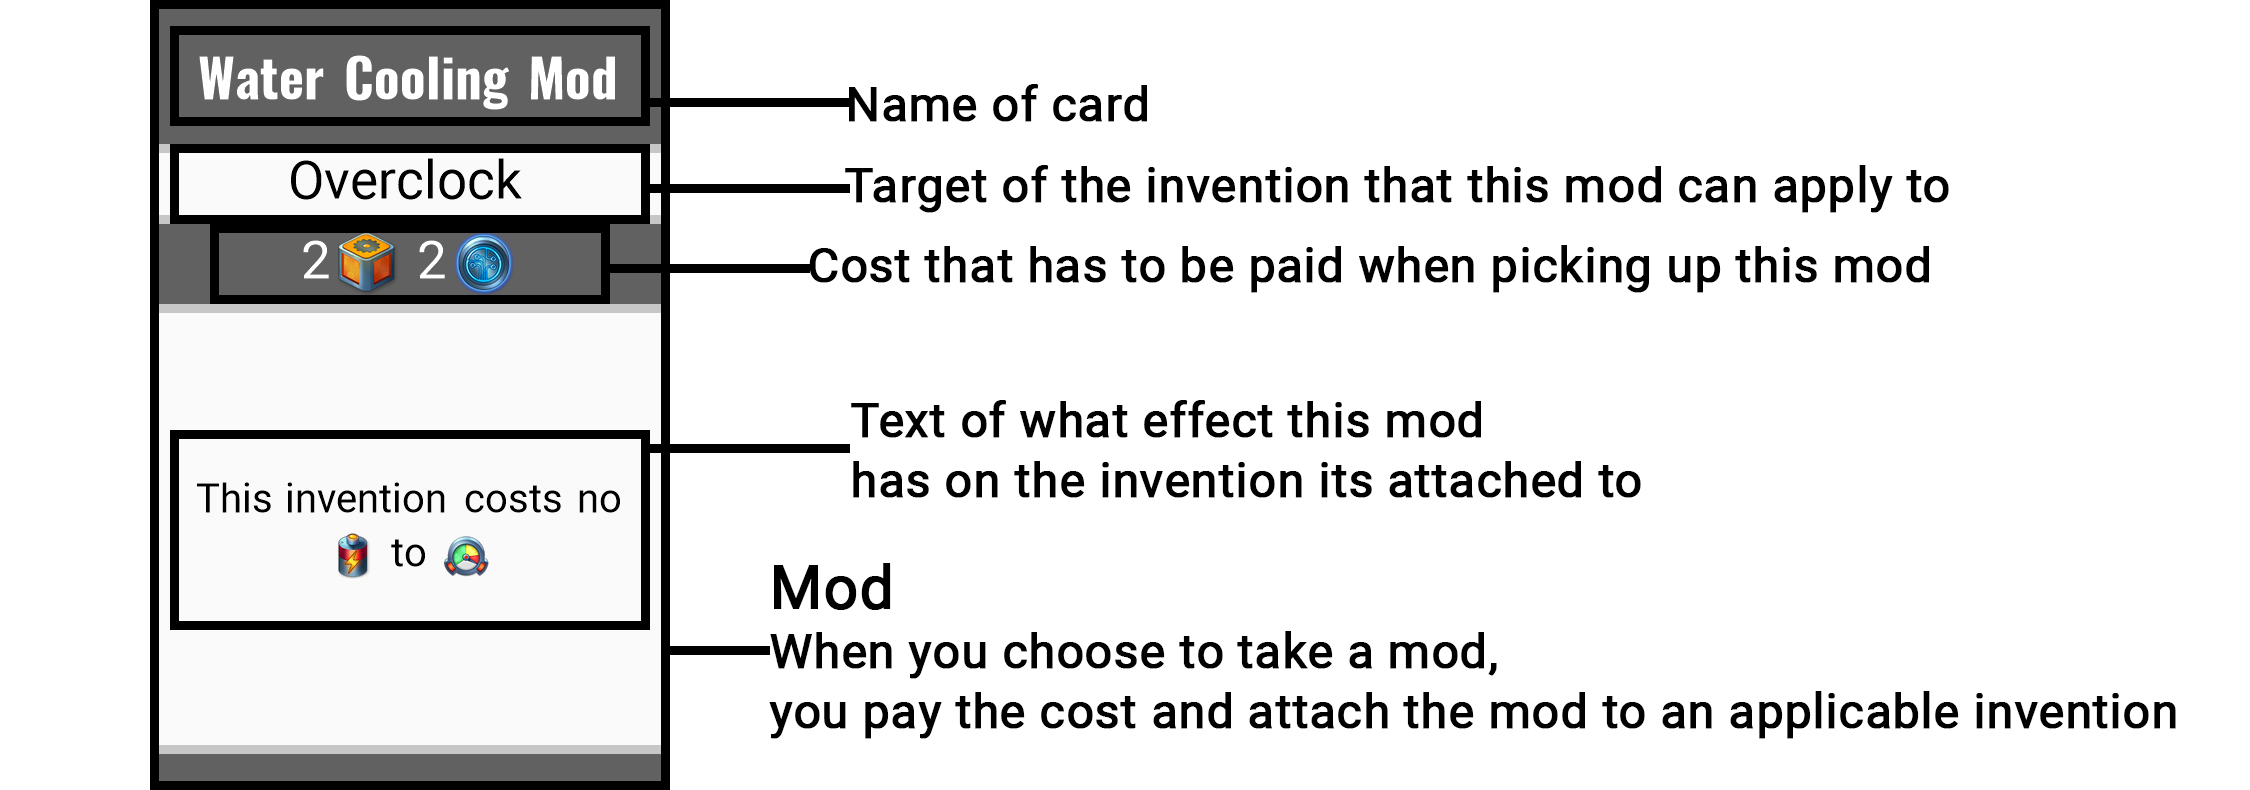 Water Cooling Mod
Name of card
Overclock
Target of the invention that this mod can apply to
2 2
Cost that has to be paid when picking up this mod
Text of what effect this mod
has on the invention its attached to
This invention costs no
to
Mod
When you choose to take a mod,
you pay the cost and attach the mod to an applicable invention